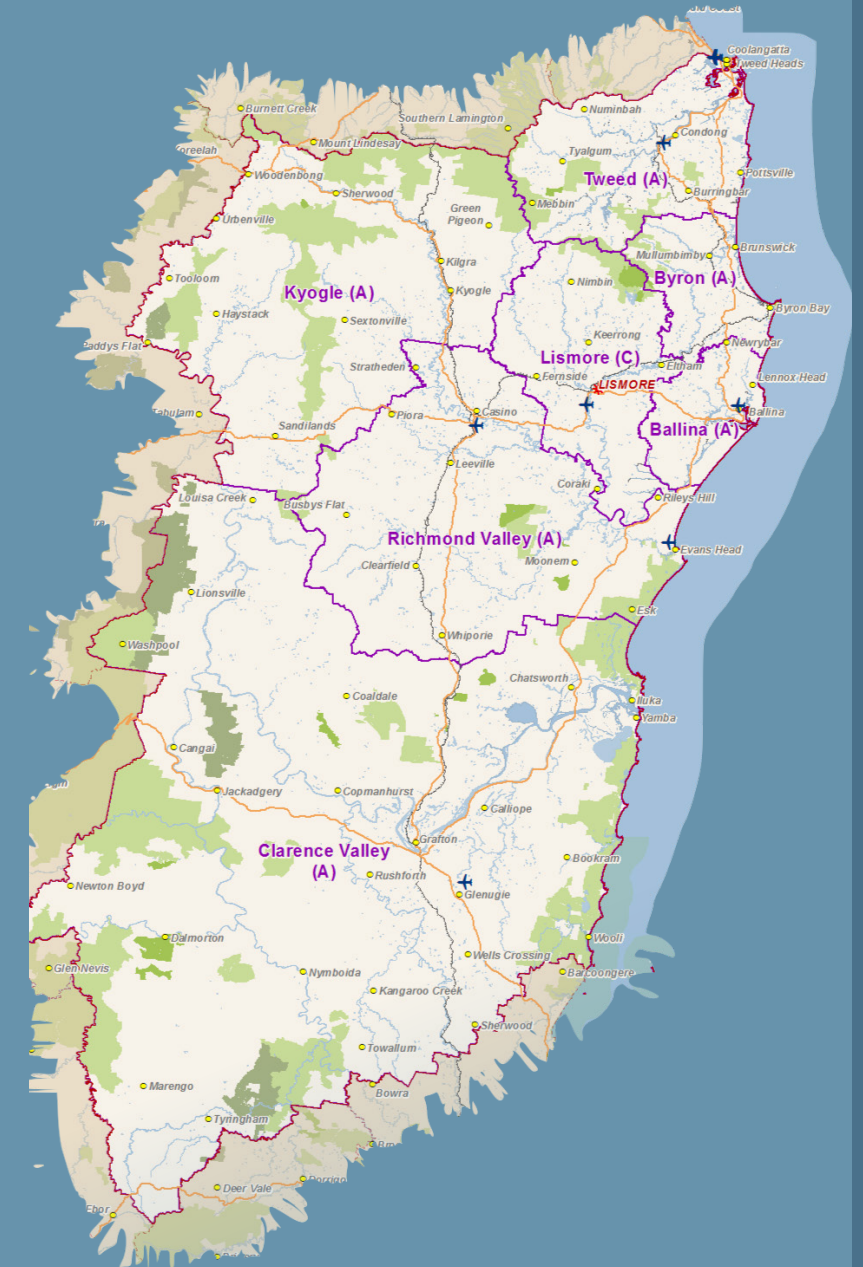 Coolangatta
Tweed Heads
Burnett Creek
Numinbah
Southern Lamington
Condong
Mount Lindesay
Tyalgum
Woodenbong
Pottsville
Tweed (A)
Sherwood
Burringbar
Mebbin
Green
Pigeon
Urbenville
Brunswick
Mullumbimby
Kilgra
Tooloom
Byron (A)
Nimbin
Kyogle (A)
Kyogle
Byron Bay
Haystack
Sextonville
Keerrong
Newrybar
Paddys Flat
Lismore (C)
Stratheden
Eltham
Fernside
Lennox Head
LISMORE
Casino
Ballina
Tabulam
Piora
Ballina (A)
Sandilands
Leeville
Coraki
Louisa Creek
Rileys Hill
Busbys Flat
Richmond Valley (A)
Evans Head
Moonem
Clearfield
Lionsville
Esk
Whiporie
Washpool
Chatsworth
Coaldale
Iluka
Yamba
Cangai
Jackadgery
Copmanhurst
Calliope
Grafton
Clarence Valley
(A)
Bookram
Rushforth
Newton Boyd
Glenugie
Dalmorton
Wooli
Wells Crossing
Glen Nevis
Nymboida
Barcoongere
Kangaroo Creek
Sherwood
Towallum
Marengo
Bowra
Tyringham
Deer Vale
Ebor